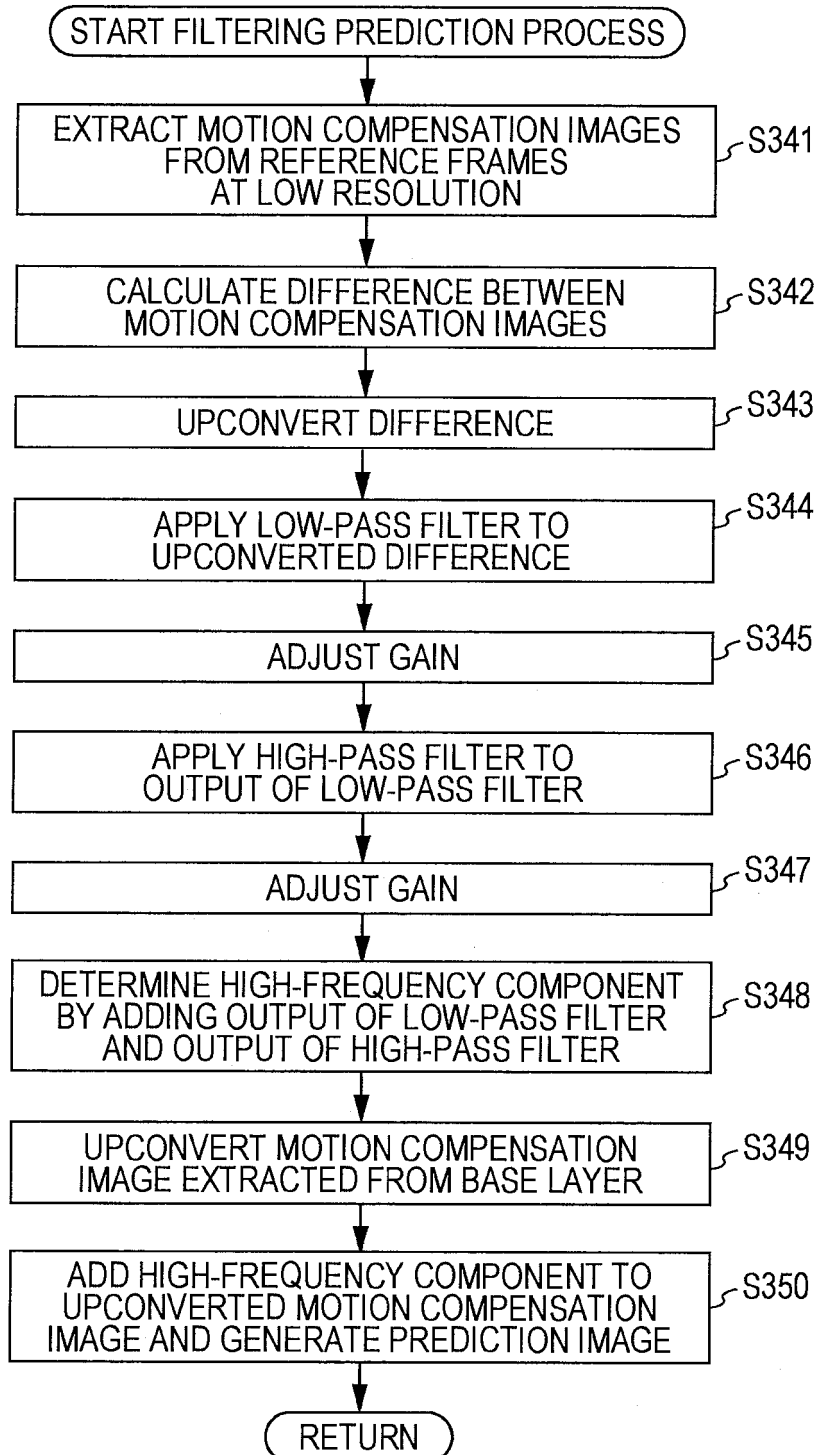 START FILTERING PREDICTION PROCESS
EXTRACT MOTION COMPENSATION IMAGES
FROM REFERENCE FRAMES
AT LOW RESOLUTION
S341
CALCULATE DIFFERENCE BETWEEN
MOTION COMPENSATION IMAGES
S342
UPCONVERT DIFFERENCE
S343
APPLY LOW-PASS FILTER TO
UPCONVERTED DIFFERENCE
S344
ADJUST GAIN
S345
APPLY HIGH-PASS FILTER TO
OUTPUT OF LOW-PASS FILTER
S346
ADJUST GAIN
S347
DETERMINE HIGH-FREQUENCY COMPONENT
BY ADDING OUTPUT OF LOW-PASS FILTER
AND OUTPUT OF HIGH-PASS FILTER
S348
UPCONVERT MOTION COMPENSATION
IMAGE EXTRACTED FROM BASE LAYER
S349
ADD HIGH-FREQUENCY COMPONENT TO
UPCONVERTED MOTION COMPENSATION
IMAGE AND GENERATE PREDICTION IMAGE
S350
RETURN